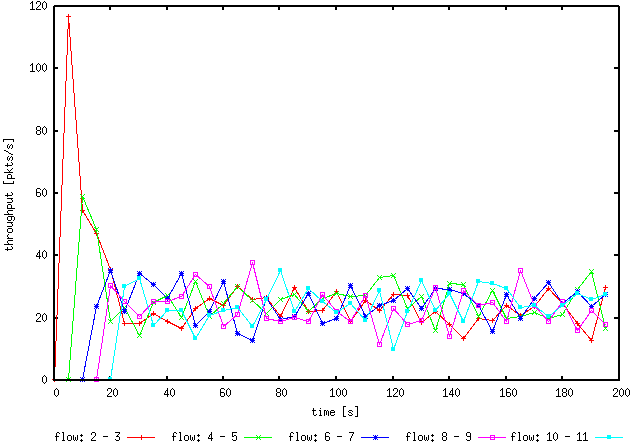 120
100
80
60
40
20
0
throughput [pkts/s]
0 20 40 60 80 100 120 140 160 180 200
time [s]
flow: 2 - 3 flow: 4 - 5 flow: 6 - 7 flow: 8 - 9 flow: 10 - 11